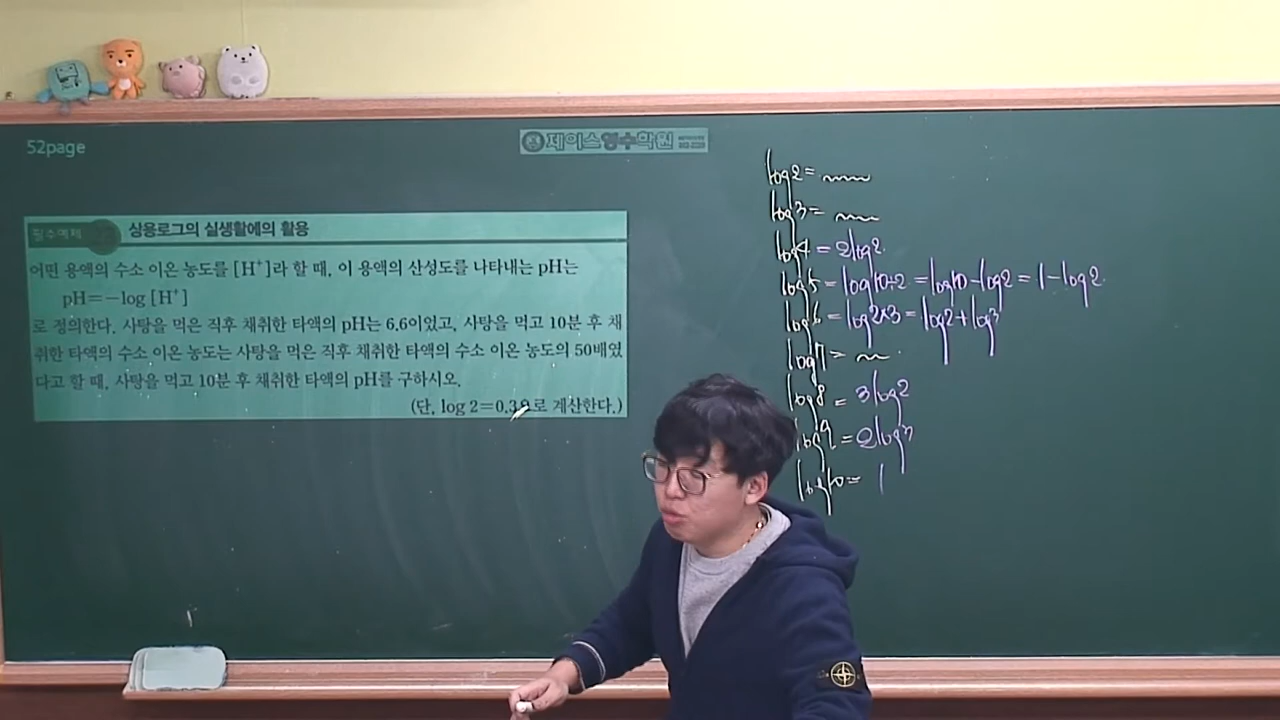 52page
제이스영수학원
필수예제 상용로그의 실생활에의 활용
어떤 용액의 수소 이온 농도를 [H⁺]라 할 때, 이 용액의 산성도를 나타내는 pH는
pH=−log [H⁺]
로 정의한다. 사탕을 먹은 직후 채취한 타액의 pH는 6.6이었고, 사탕을 먹고 10분 후 채
취한 타액의 수소 이온 농도는 사탕을 먹은 직후 채취한 타액의 수소 이온 농도의 50배였
다고 할 때, 사탕을 먹고 10분 후 채취한 타액의 pH를 구하시오.
(단, log 2=0.30로 계산한다.)
log2=
log3=
log4=2log2
log5=log10÷2=log10-log2=1-log2
log6=log2×3=log2+log3
log7=
log8=3log2
log9=2log3
log10=1